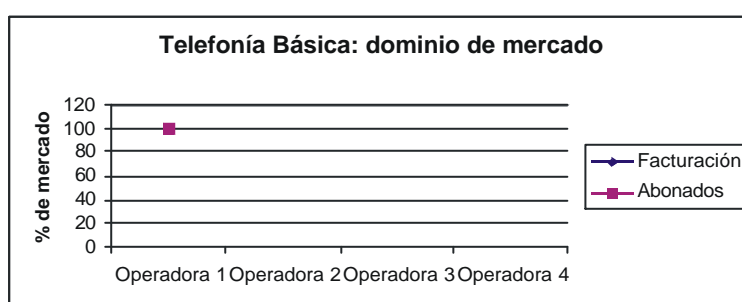 Telefonía Básica: dominio de mercado
% de mercado
120
100
80
60
40
20
0
Operadora 1 Operadora 2 Operadora 3 Operadora 4
Facturación
Abonados